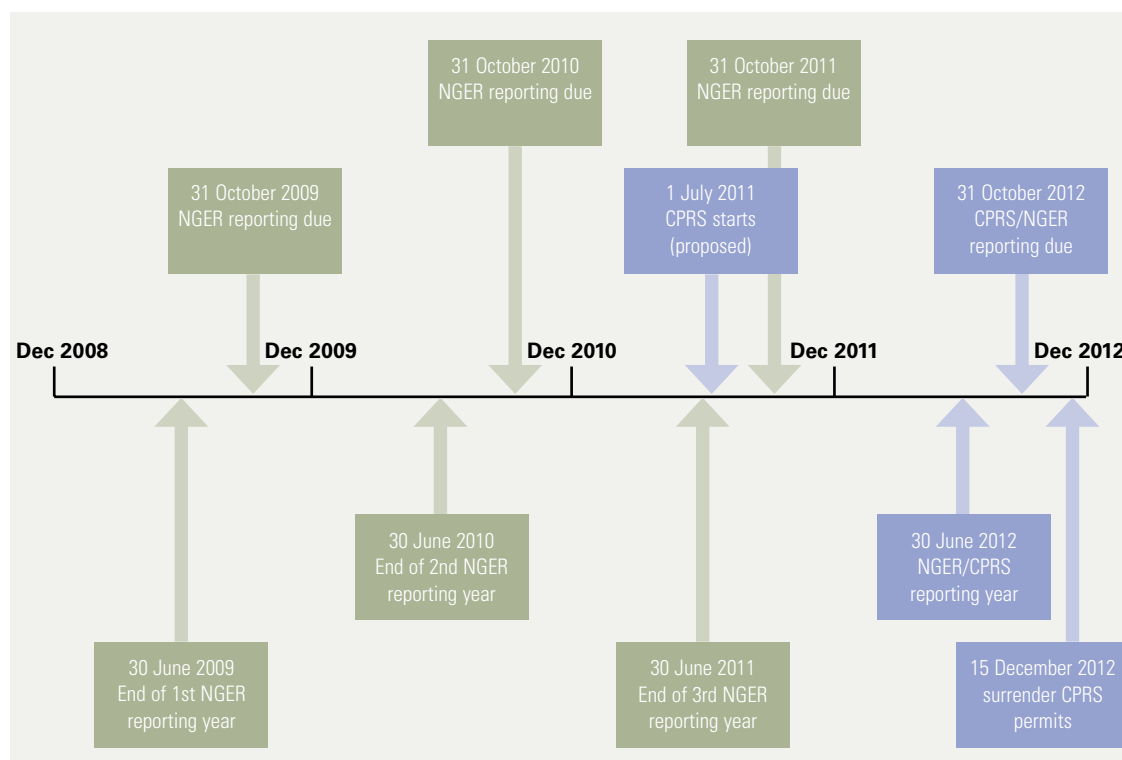 31 October 2010
NGER reporting due
31 October 2011
NGER reporting due
31 October 2009
NGER reporting due
1 July 2011
CPRS starts
(proposed)
31 October 2012
CPRS/NGER
reporting due
Dec 2008
Dec 2009
Dec 2010
Dec 2011
Dec 2012
30 June 2010
End of 2nd NGER
reporting year
30 June 2012
NGER/CPRS
reporting year
30 June 2009
End of 1st NGER
reporting year
30 June 2011
End of 3rd NGER
reporting year
15 December 2012
surrender CPRS
permits